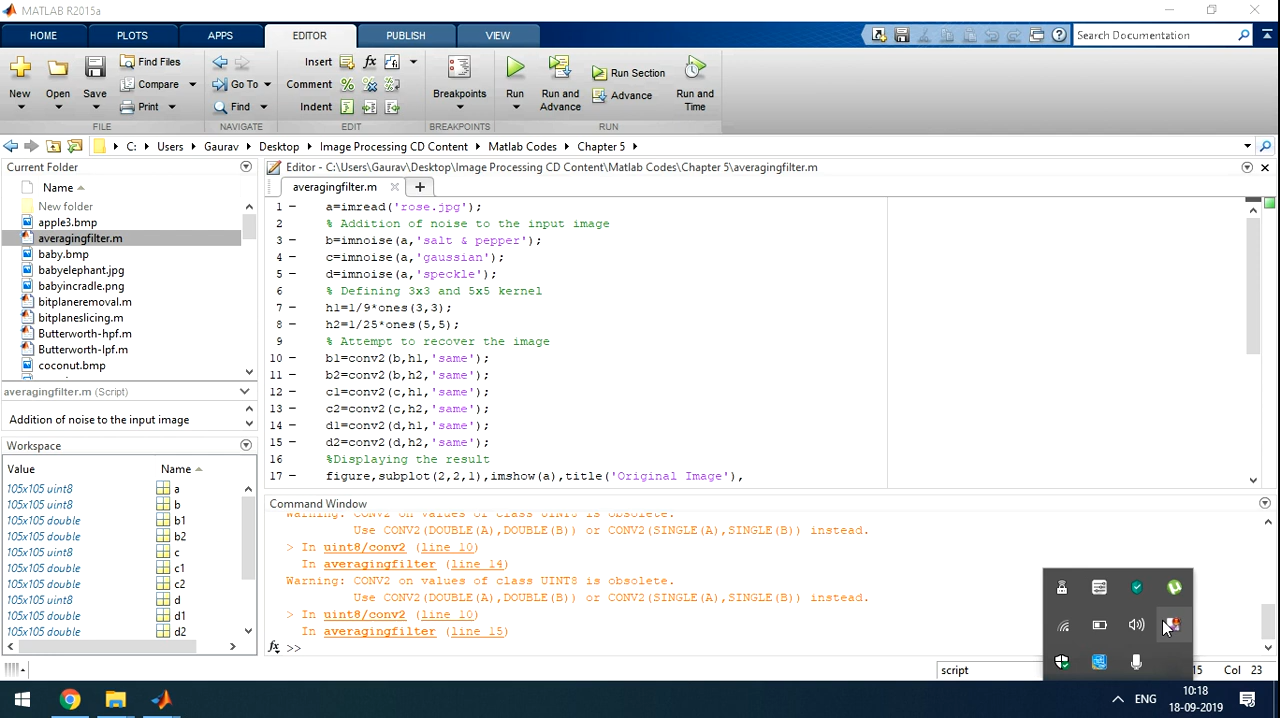 MATLAB R2015a
HOME PLOTS APPS EDITOR PUBLISH VIEW Search Documentation
New Open Save Find Files Compare Print Insert fx Comment % Indent Go To Find Breakpoints Run Run and Advance Run Section Advance Run and Time
FILE NAVIGATE EDIT BREAKPOINTS RUN
C: Users Gaurav Desktop Image Processing CD Content Matlab Codes Chapter 5
Current Folder
Name
New folder
apple3.bmp
averagingfilter.m
baby.bmp
babyelephant.jpg
babyincradle.png
bitplaneremoval.m
bitplaneslicing.m
Butterworth-hpf.m
Butterworth-lpf.m
coconut.bmp
averagingfilter.m (Script)
Addition of noise to the input image
Workspace
Value Name
105x105 uint8 a
105x105 uint8 b
105x105 double b1
105x105 double b2
105x105 uint8 c
105x105 double c1
105x105 double c2
105x105 uint8 d
105x105 double d1
105x105 double d2
Editor - C:\Users\Gaurav\Desktop\Image Processing CD Content\Matlab Codes\Chapter 5\averagingfilter.m
averagingfilter.m
1 – a=imread('rose.jpg');
2 % Addition of noise to the input image
3 – b=imnoise(a,'salt & pepper');
4 – c=imnoise(a,'gaussian');
5 – d=imnoise(a,'speckle');
6 % Defining 3x3 and 5x5 kernel
7 – h1=1/9*ones(3,3);
8 – h2=1/25*ones(5,5);
9 % Attempt to recover the image
10 – b1=conv2(b,h1,'same');
11 – b2=conv2(b,h2,'same');
12 – c1=conv2(c,h1,'same');
13 – c2=conv2(c,h2,'same');
14 – d1=conv2(d,h1,'same');
15 – d2=conv2(d,h2,'same');
16 %Displaying the result
17 – figure,subplot(2,2,1),imshow(a),title('Original Image'),
Command Window
Warning: CONV2 on values of class UINT8 is obsolete.
Use CONV2(DOUBLE(A),DOUBLE(B)) or CONV2(SINGLE(A),SINGLE(B)) instead.
> In uint8/conv2 (line 10)
In averagingfilter (line 14)
Warning: CONV2 on values of class UINT8 is obsolete.
Use CONV2(DOUBLE(A),DOUBLE(B)) or CONV2(SINGLE(A),SINGLE(B)) instead.
> In uint8/conv2 (line 10)
In averagingfilter (line 15)
fx >>
script 15 Col 23
ENG 10:18
18-09-2019